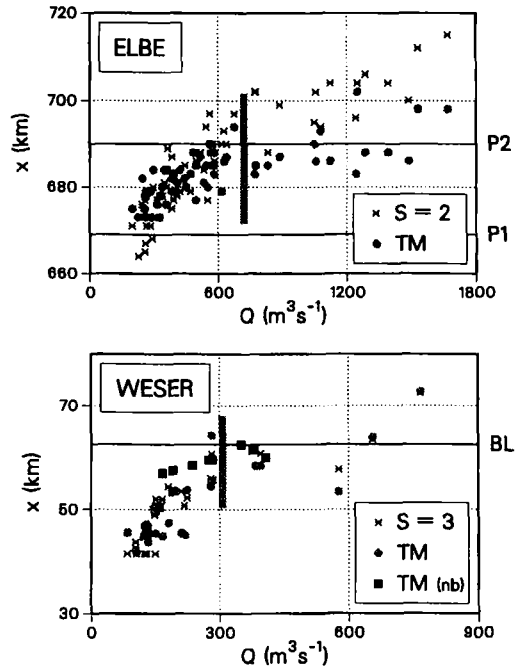 720
ELBE
700
x (km)
P2
680
× S = 2
● TM
P1
660
0 600 1200 1800
Q (m³s⁻¹)
WESER
70
BL
x (km)
50
× S = 3
● TM
■ TM (nb)
30
0 300 600 900
Q (m³s⁻¹)